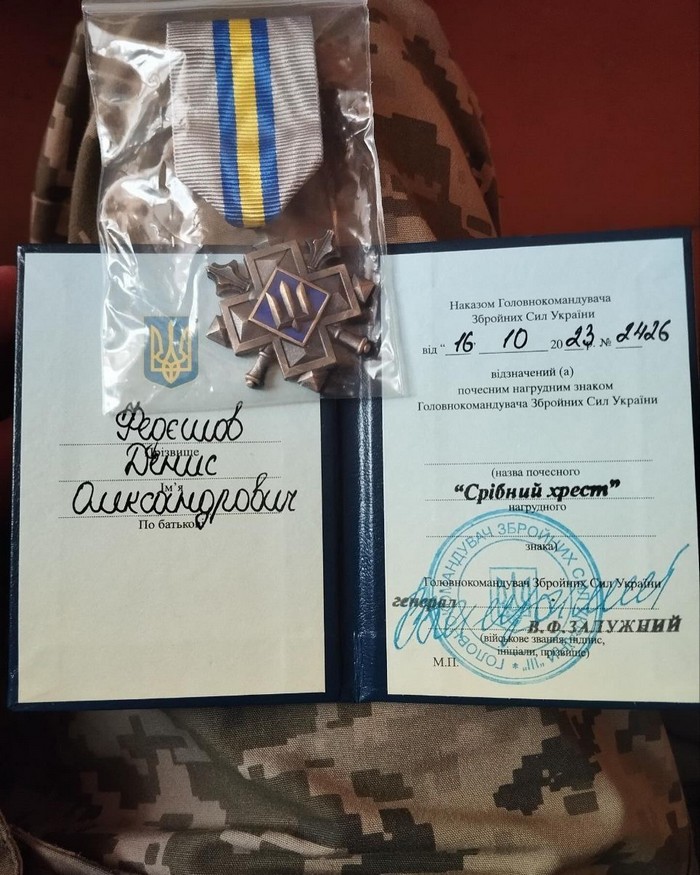 Федєшов
Прізвище
Денис
Ім'я
Олександрович
По батькові
Наказом Головнокомандувача
Збройних Сил України
від “ 16 10 2023 р. № 2426
відзначений (а)
почесним нагрудним знаком
Головнокомандувача Збройних Сил України
(назва почесного
“Срібний хрест”
нагрудного
знака)
Головнокомандувач Збройних Сил України
генерал
В.Ф.ЗАЛУЖНИЙ
(військове звання, підпис,
ініціали, прізвище)
М.П.